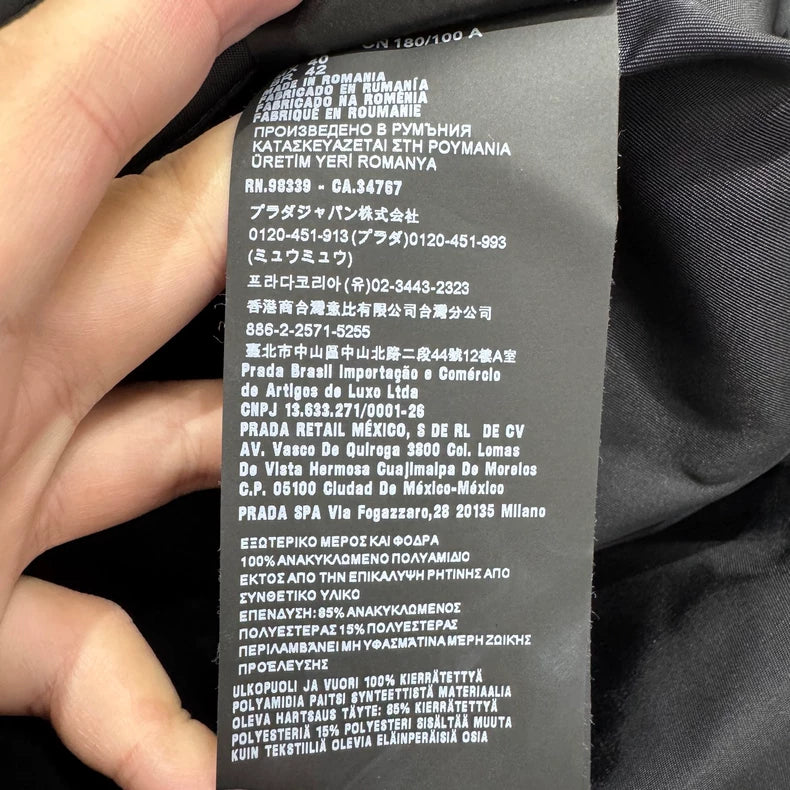 CN 180/100 A
40
42
MADE IN ROMANIA
FABRICADO EN RUMANÍA
FABRICADO NA ROMÉNIA
FABRIQUÉ EN ROUMANIE
ПРОИЗВЕДЕНО В РУМЪНИЯ
ΚΑΤΑΣΚΕΥΑΖΕΤΑΙ ΣΤΗ ΡΟΥΜΑΝΙΑ
ÜRETİM YERİ ROMANYA
RN.98339 - CA.34767
プラダジャパン株式会社
0120-451-913(プラダ)0120-451-993
(ミュウミュウ)
프라다코리아(유)02-3443-2323
香港商台灣意比有限公司台灣分公司
886-2-2571-5255
臺北市中山區中山北路二段44號12樓A室
Prada Brasil Importação e Comércio
de Artigos de Luxo Ltda
CNPJ 13.633.271/0001-26
PRADA RETAIL MÉXICO, S DE RL DE CV
AV. Vasco De Quiroga 3800 Col. Lomas
De Vista Hermosa Cuajimalpa De Morelos
C.P. 05100 Ciudad De México-México
PRADA SPA Via Fogazzaro,28 20135 Milano
ΕΞΩΤΕΡΙΚΟ ΜΕΡΟΣ ΚΑΙ ΦΟΔΡΑ
100% ΑΝΑΚΥΚΛΩΜΕΝΟ ΠΟΛΥΑΜΙΔΙΟ
ΕΚΤΟΣ ΑΠΟ ΤΗΝ ΕΠΙΚΑΛΥΨΗ ΡΗΤΙΝΗΣ ΑΠΟ
ΣΥΝΘΕΤΙΚΟ ΥΛΙΚΟ
ΕΠΕΝΔΥΣΗ: 85% ΑΝΑΚΥΚΛΩΜΕΝΟΣ
ΠΟΛΥΕΣΤΕΡΑΣ 15% ΠΟΛΥΕΣΤΕΡΑΣ
ΠΕΡΙΛΑΜΒΑΝΕΙ ΜΗ ΥΦΑΣΜΑΤΙΝΑ ΜΕΡΗ ΖΩΙΚΗΣ
ΠΡΟΈΛΕΥΣΗΣ
ULKOPUOLI JA VUORI 100% KIERRÄTETTYÄ
POLYAMIDIA PAITSI SYNTEETTISTÄ MATERIAALIA
OLEVA HARTSAUS TÄYTE: 85% KIERRÄTETTYÄ
POLYESTERIÄ 15% POLYESTERI SISÄLTÄÄ MUUTA
KUIN TEKSTIILIÄ OLEVIA ELÄINPERÄISIÄ OSIA